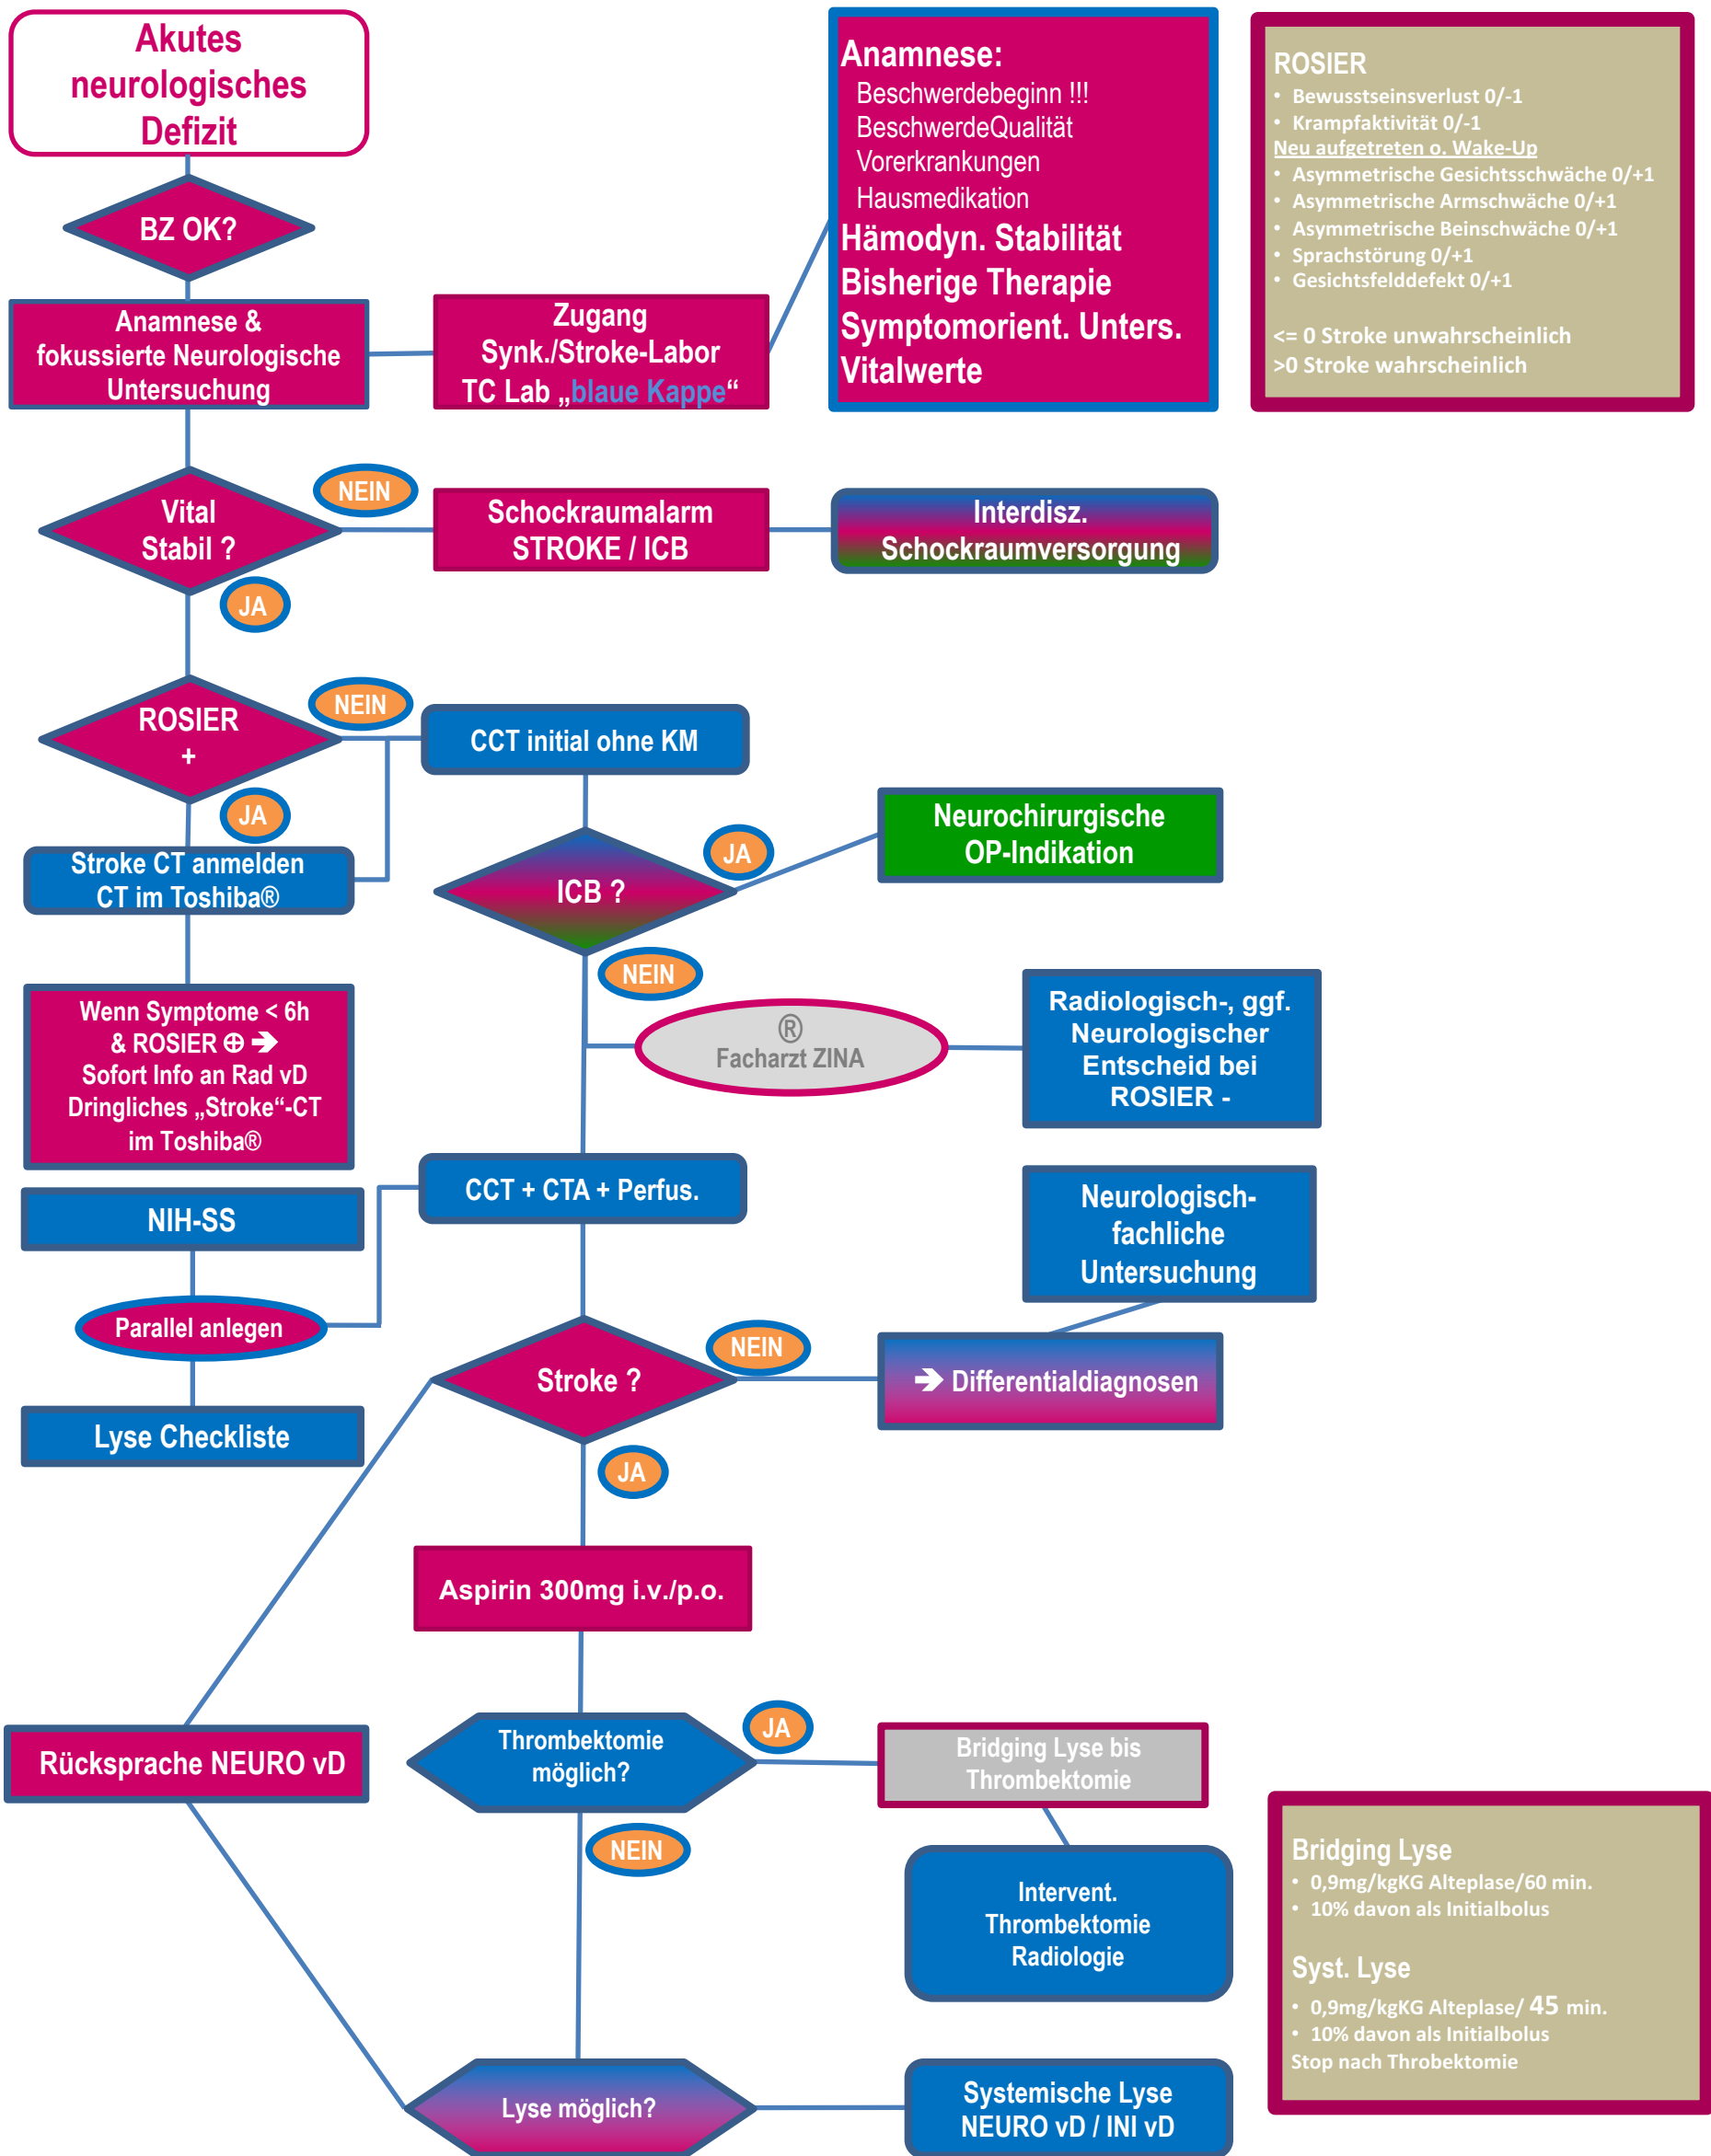 Akutes
neurologisches
Defizit
BZ OK?
Anamnese &
fokussierte Neurologische
Untersuchung
Zugang
Synk./Stroke-Labor
TC Lab „blaue Kappe“
Anamnese:
Beschwerdebeginn !!!
BeschwerdeQualität
Vorerkrankungen
Hausmedikation
Hämodyn. Stabilität
Bisherige Therapie
Symptomorient. Unters.
Vitalwerte
ROSIER
• Bewusstseinsverlust 0/-1
• Krampfaktivität 0/-1
Neu aufgetreten o. Wake-Up
• Asymmetrische Gesichtsschwäche 0/+1
• Asymmetrische Armschwäche 0/+1
• Asymmetrische Beinschwäche 0/+1
• Sprachstörung 0/+1
• Gesichtsfelddefekt 0/+1
<= 0 Stroke unwahrscheinlich
>0 Stroke wahrscheinlich
Vital
Stabil ?
NEIN
Schockraumalarm
STROKE / ICB
Interdisz.
Schockraumversorgung
JA
ROSIER
+
NEIN
CCT initial ohne KM
JA
Stroke CT anmelden
CT im Toshiba®
ICB ?
JA
Neurochirurgische
OP-Indikation
NEIN
Wenn Symptome < 6h
& ROSIER ⊕ ➔
Sofort Info an Rad vD
Dringliches „Stroke“-CT
im Toshiba®
®
Facharzt ZINA
Radiologisch-, ggf.
Neurologischer
Entscheid bei
ROSIER -
CCT + CTA + Perfus.
NIH-SS
Parallel anlegen
Lyse Checkliste
Neurologisch-
fachliche
Untersuchung
Stroke ?
NEIN
➔ Differentialdiagnosen
JA
Aspirin 300mg i.v./p.o.
Rücksprache NEURO vD
Thrombektomie
möglich?
JA
Bridging Lyse bis
Thrombektomie
NEIN
Intervent.
Thrombektomie
Radiologie
Bridging Lyse
• 0,9mg/kgKG Alteplase/60 min.
• 10% davon als Initialbolus
Syst. Lyse
• 0,9mg/kgKG Alteplase/ 45 min.
• 10% davon als Initialbolus
Stop nach Throbektomie
Lyse möglich?
Systemische Lyse
NEURO vD / INI vD